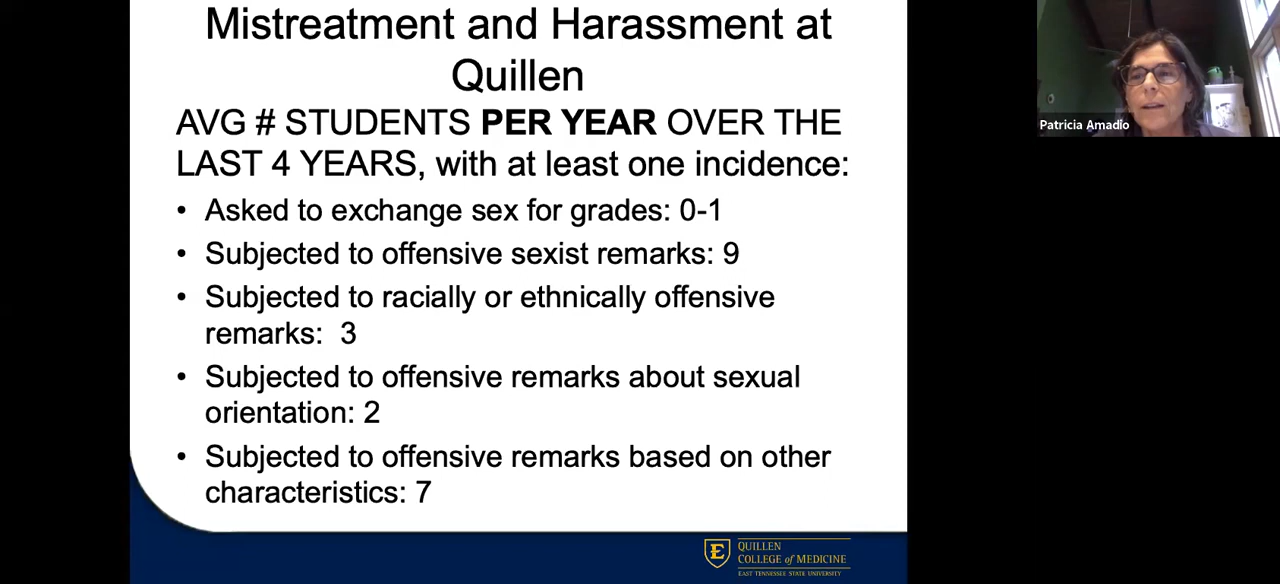 Mistreatment and Harassment at
Quillen
AVG # STUDENTS PER YEAR OVER THE
LAST 4 YEARS, with at least one incidence:
• Asked to exchange sex for grades: 0-1
• Subjected to offensive sexist remarks: 9
• Subjected to racially or ethnically offensive
remarks:  3
• Subjected to offensive remarks about sexual
orientation: 2
• Subjected to offensive remarks based on other
characteristics: 7
Patricia Amadio
E
QUILLEN
COLLEGE of MEDICINE
EAST TENNESSEE STATE UNIVERSITY